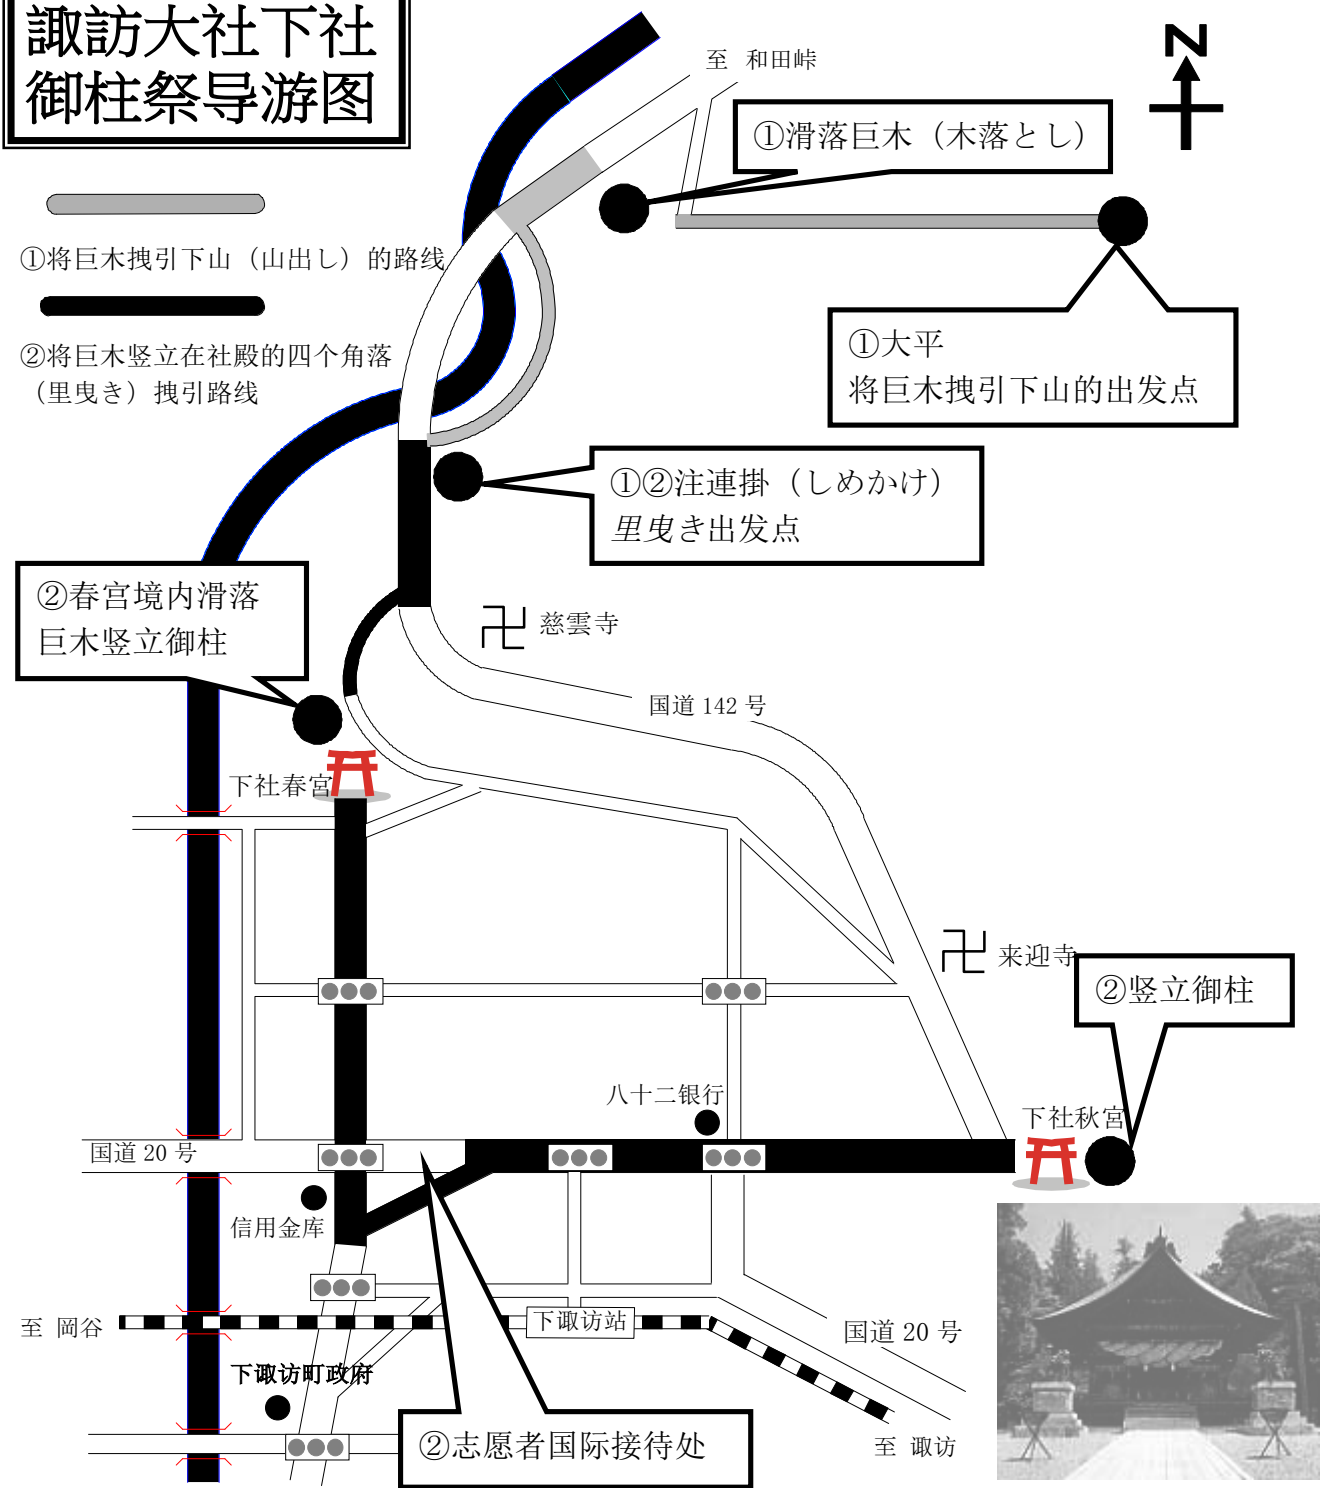 諏訪大社下社
御柱祭导游图
至 和田峠
N
①滑落巨木（木落とし）
①将巨木拽引下山（山出し）的路线
②将巨木竖立在社殿的四个角落
（里曳き）拽引路线
①大平
将巨木拽引下山的出发点
①②注連掛（しめかけ）
里曳き出发点
②春宫境内滑落
巨木竖立御柱
慈雲寺
国道 142 号
下社春宮
来迎寺
②竖立御柱
八十二银行
下社秋宮
国道 20 号
信用金库
至 岡谷
下诹访站
国道 20 号
下诹访町政府
②志愿者国际接待处
至 諏访